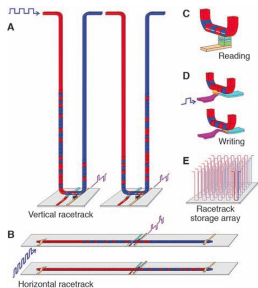 A
Vertical racetrack
B
Horizontal racetrack
C
Reading
D
Writing
E
Racetrack
storage array